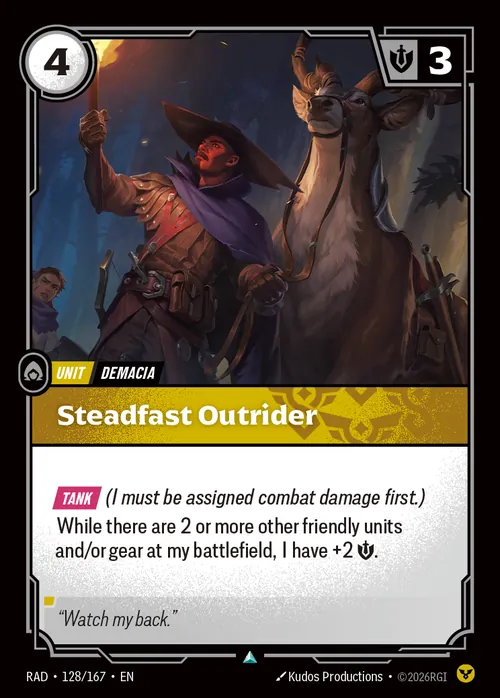 4
3
UNIT
DEMACIA
Steadfast Outrider
TANK (I must be assigned combat damage first.)
While there are 2 or more other friendly units
and/or gear at my battlefield, I have +2 .
“Watch my back.”
RAD • 128/167 • EN
Kudos Productions • ©2026RGI